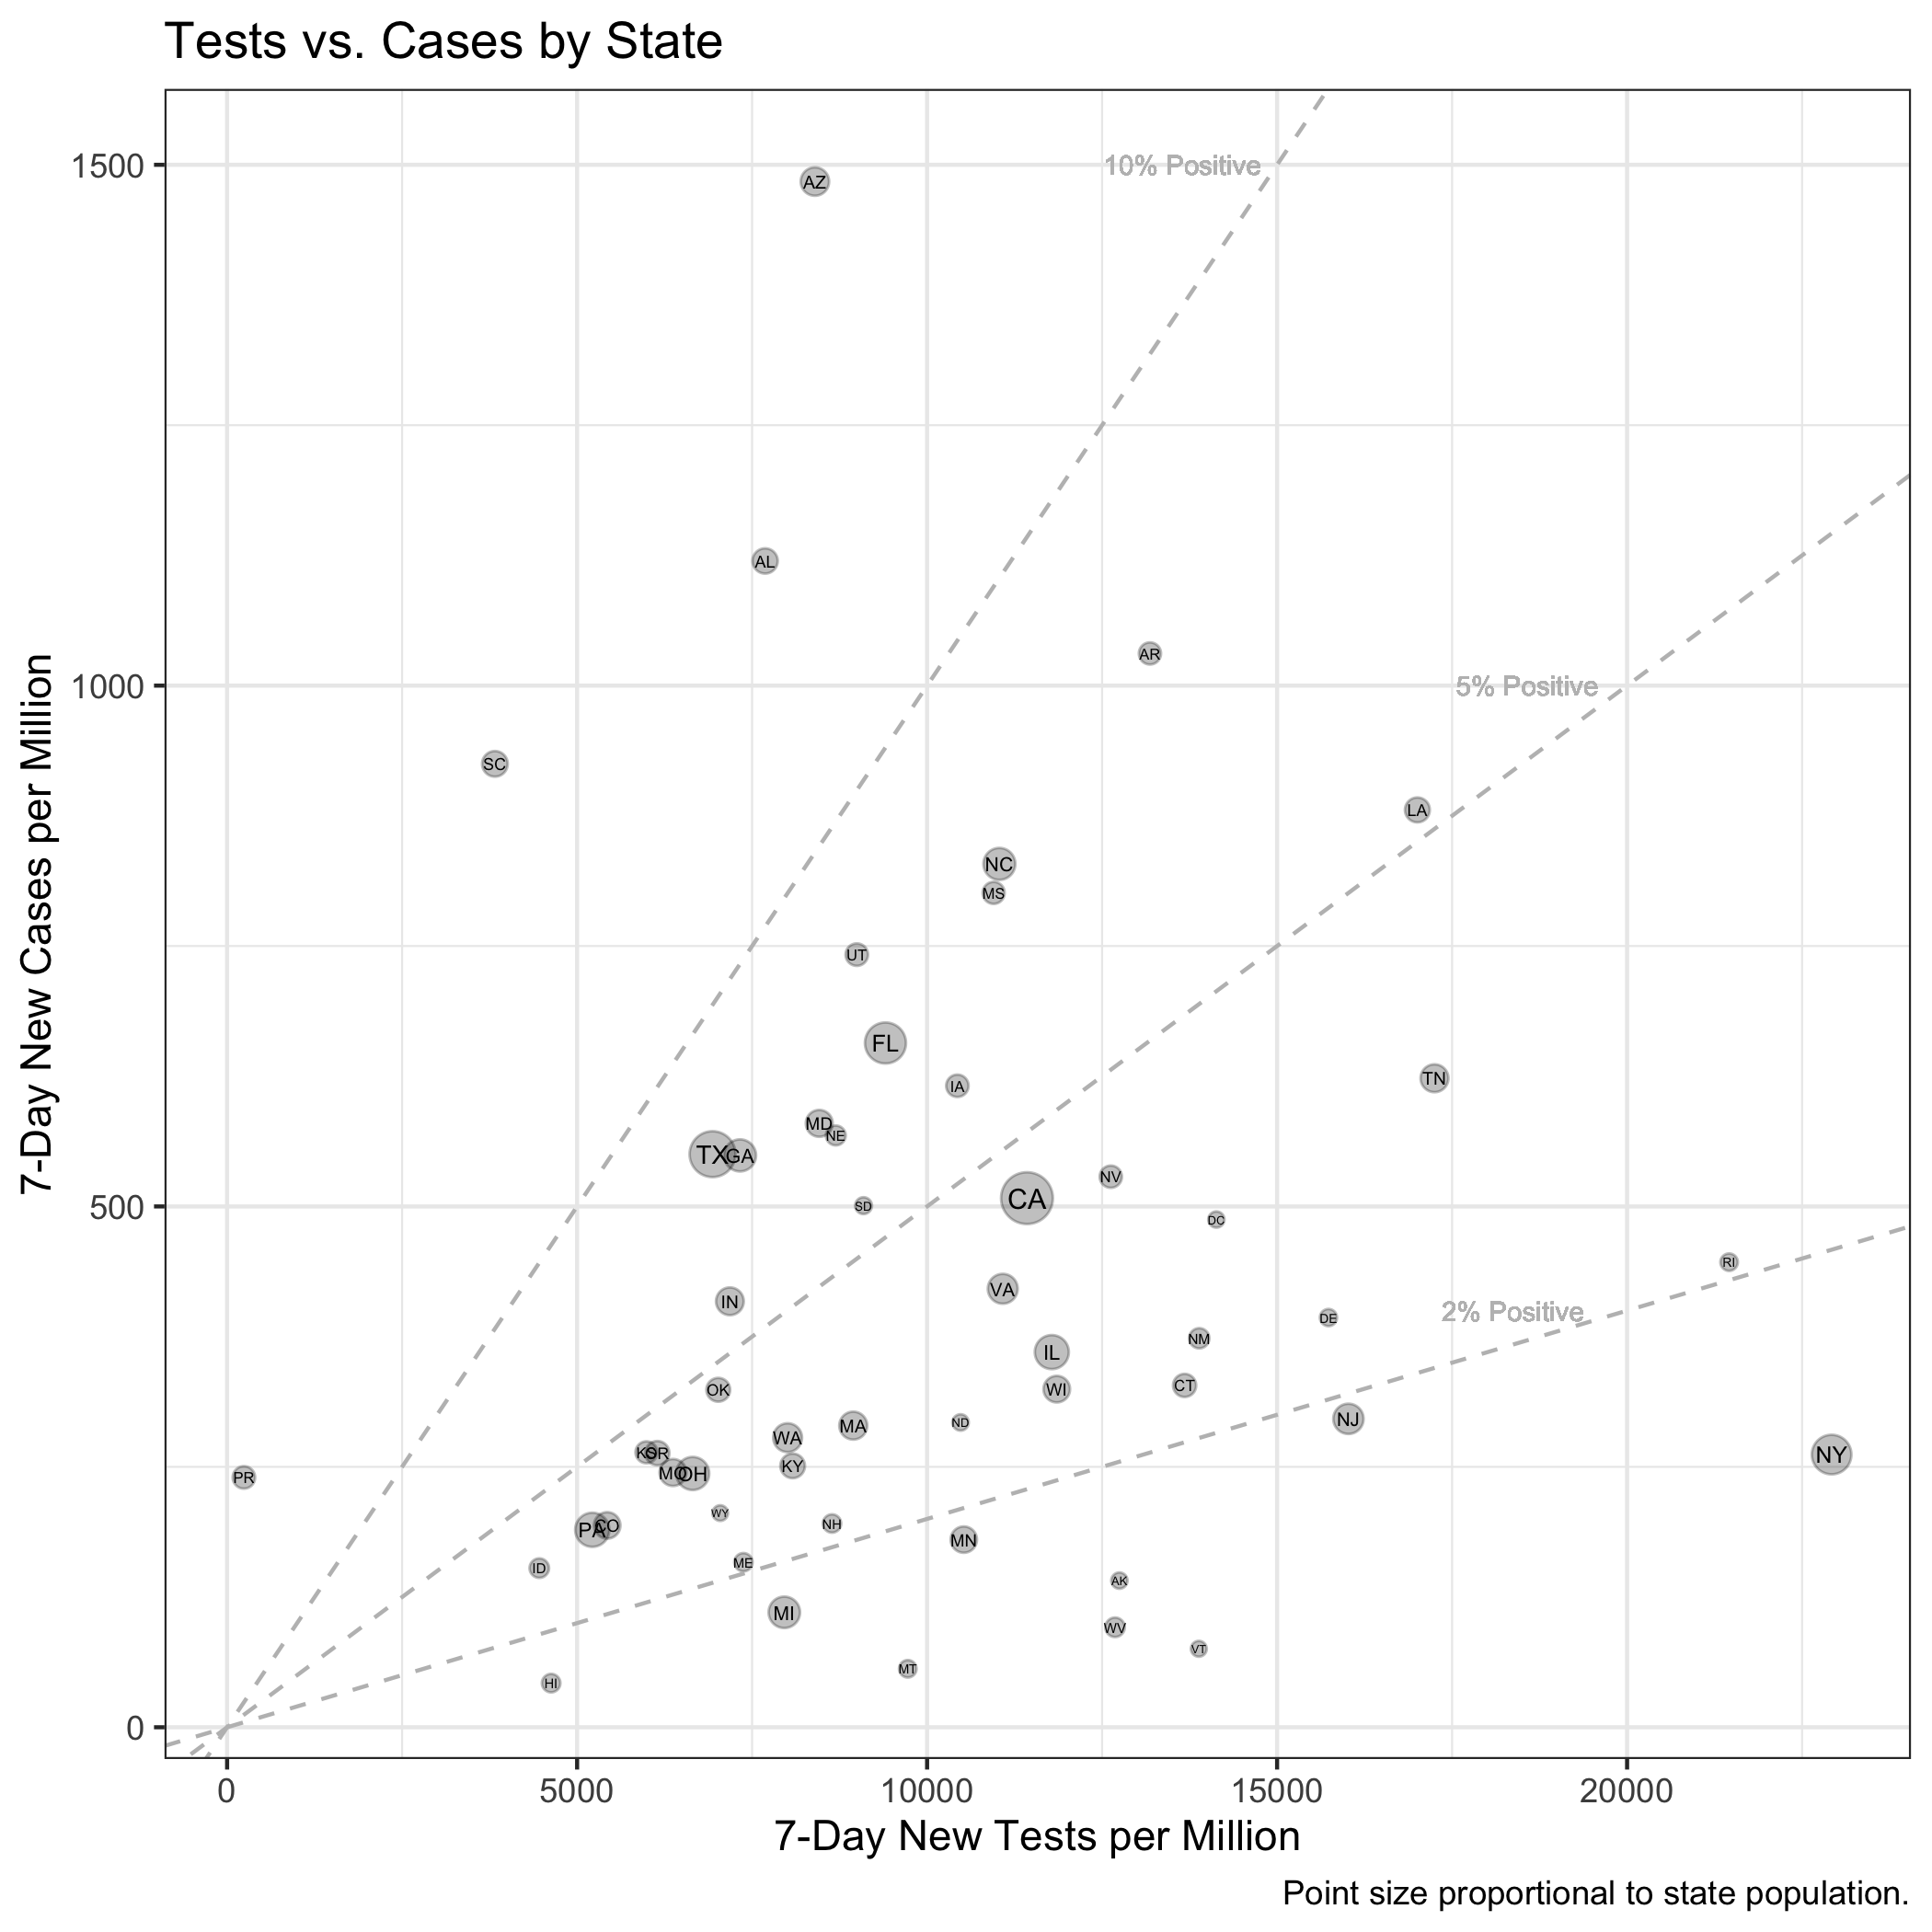 Tests vs. Cases by State
7-Day New Cases per Million
1500
1000
500
0
10% Positive
5% Positive
2% Positive
AZ
AL
AR
SC
LA
NC
MS
UT
FL
TN
IA
MD
NE
TX
GA
NV
CA
SD
DC
RI
VA
IN
DE
NM
IL
CT
WI
OK
NJ
ND
MA
WA
NY
KS
OR
KY
MO
OH
PR
WY
NH
CO
PA
MN
ME
ID
AK
MI
WV
VT
MT
HI
0
5000
10000
15000
20000
7-Day New Tests per Million
Point size proportional to state population.